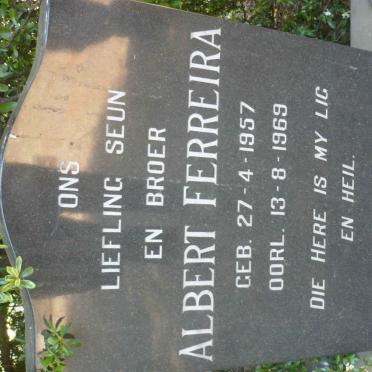 ONS
LIEFLING SEUN
EN BROER
ALBERT FERREIRA
GEB. 27-4-1957
OORL. 13-8-1969
DIE HERE IS MY LIG
EN HEIL.